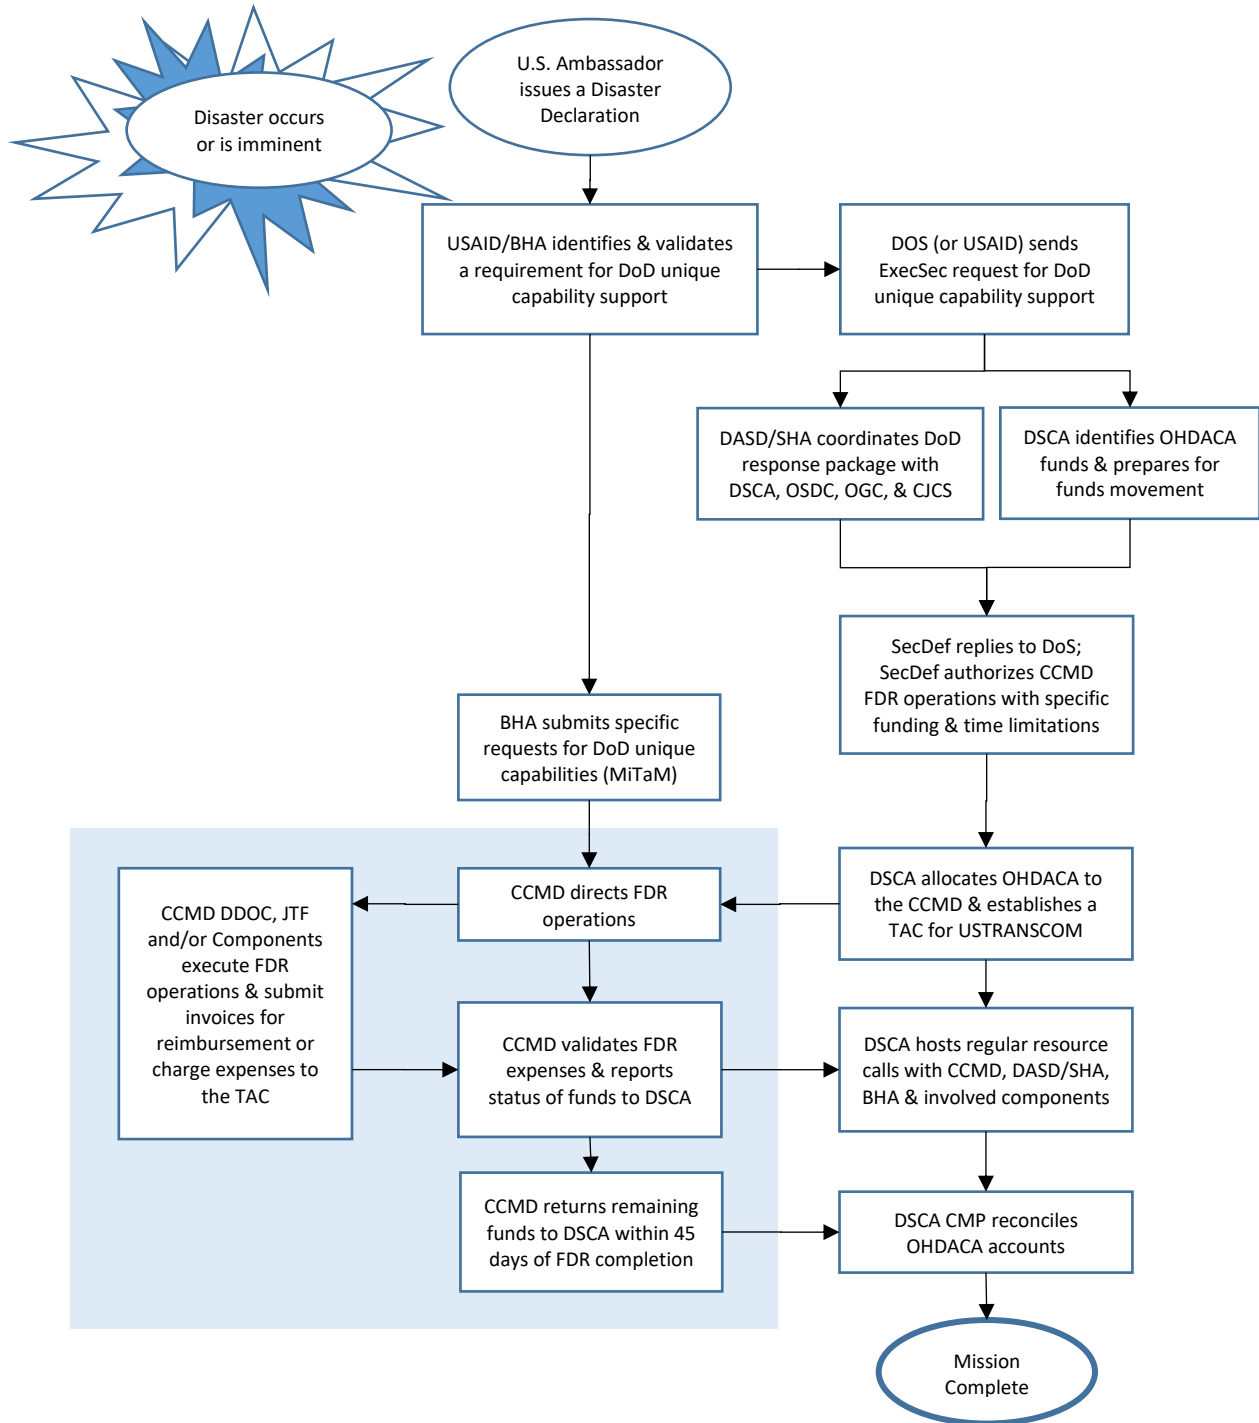 Disaster occurs
or is imminent
U.S. Ambassador
issues a Disaster
Declaration
USAID/BHA identifies & validates
a requirement for DoD unique
capability support
DOS (or USAID) sends
ExecSec request for DoD
unique capability support
DASD/SHA coordinates DoD
response package with
DSCA, OSDC, OGC, & CJCS
DSCA identifies OHDACA
funds & prepares for
funds movement
SecDef replies to DoS;
SecDef authorizes CCMD
FDR operations with specific
funding & time limitations
BHA submits specific
requests for DoD unique
capabilities (MiTaM)
CCMD DDOC, JTF
and/or Components
execute FDR
operations & submit
invoices for
reimbursement or
charge expenses to
the TAC
CCMD directs FDR
operations
DSCA allocates OHDACA to
the CCMD & establishes a
TAC for USTRANSCOM
CCMD validates FDR
expenses & reports
status of funds to DSCA
DSCA hosts regular resource
calls with CCMD, DASD/SHA,
BHA & involved components
CCMD returns remaining
funds to DSCA within 45
days of FDR completion
DSCA CMP reconciles
OHDACA accounts
Mission
Complete